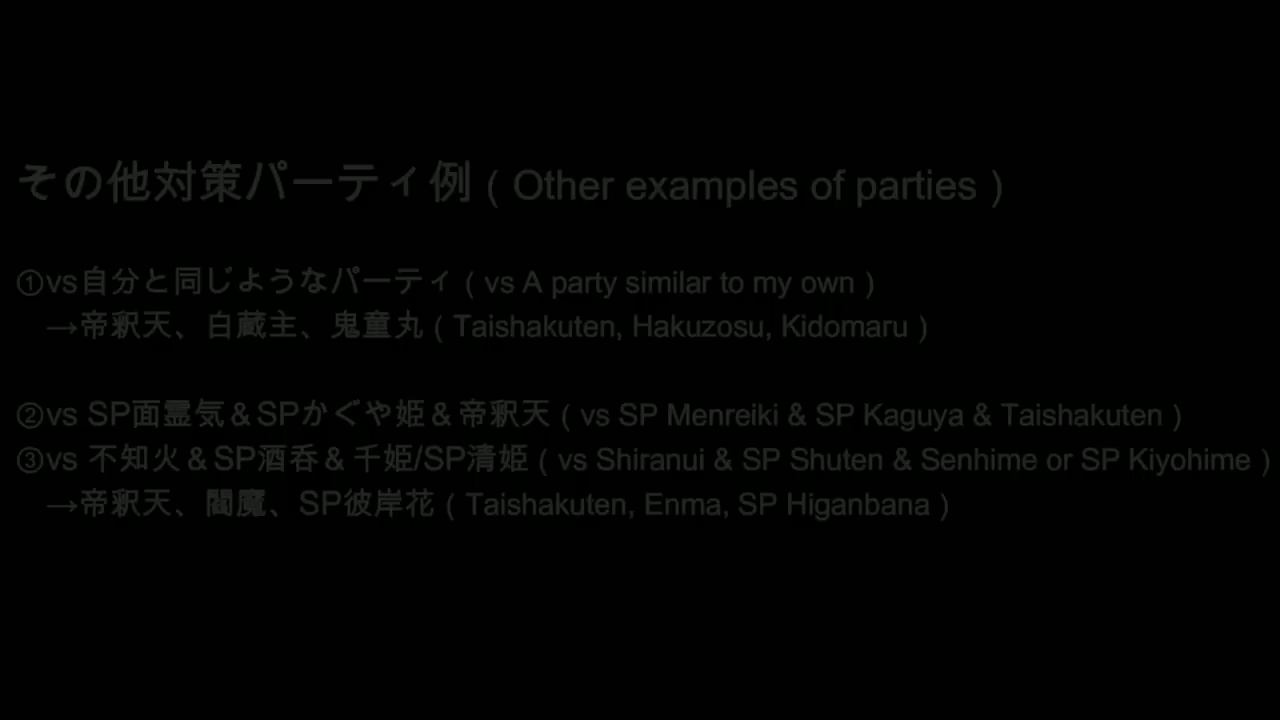 その他対策パーティ例 ( Other examples of parties )
①vs自分と同じようなパーティ ( vs A party similar to my own )
→帝釈天、白蔵主、鬼童丸 ( Taishakuten, Hakuzosu, Kidomaru )
②vs SP面霊気＆SPかぐや姫＆帝釈天 ( vs SP Menreiki & SP Kaguya & Taishakuten )
③vs 不知火＆SP酒呑＆千姫/SP清姫 ( vs Shiranui & SP Shuten & Senhime or SP Kiyohime )
→帝釈天、閻魔、SP彼岸花 ( Taishakuten, Enma, SP Higanbana )